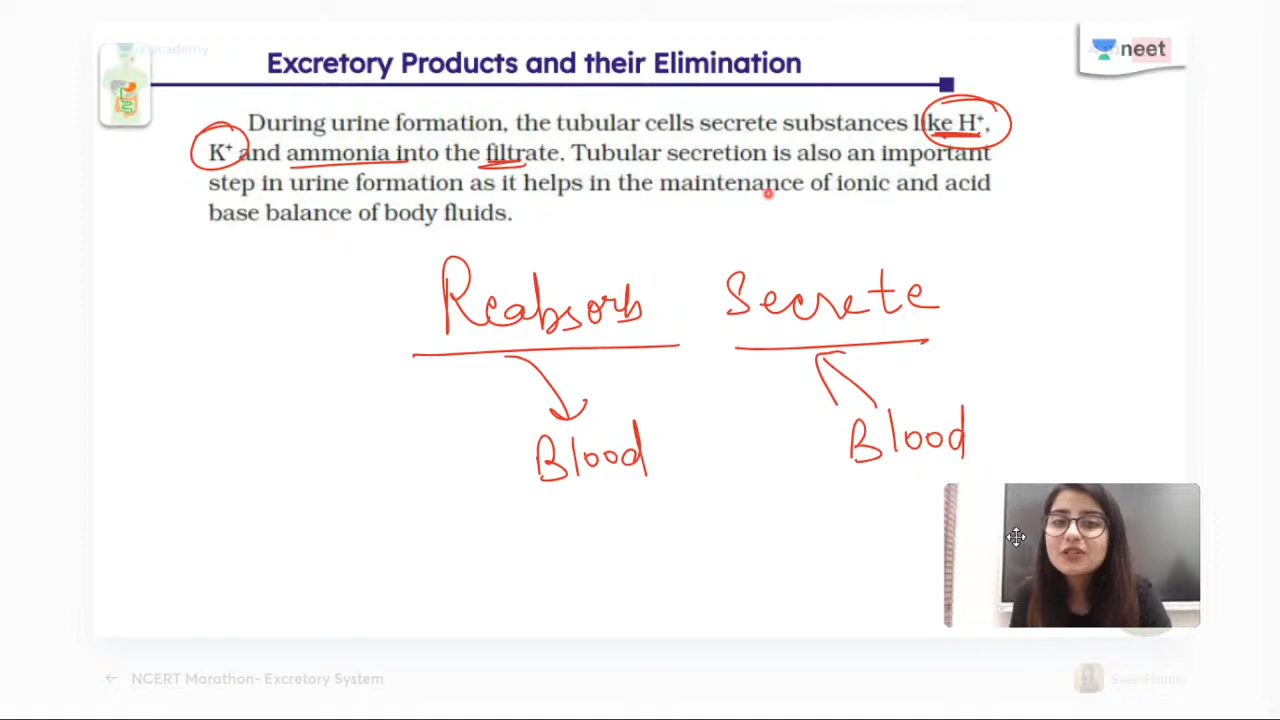 unacademy
Excretory Products and their Elimination
neet
During urine formation, the tubular cells secrete substances like H⁺,
K⁺ and ammonia into the filtrate. Tubular secretion is also an important
step in urine formation as it helps in the maintenance of ionic and acid
base balance of body fluids.
Reabsorb Secrete
Blood Blood
← NCERT Marathon- Excretory System